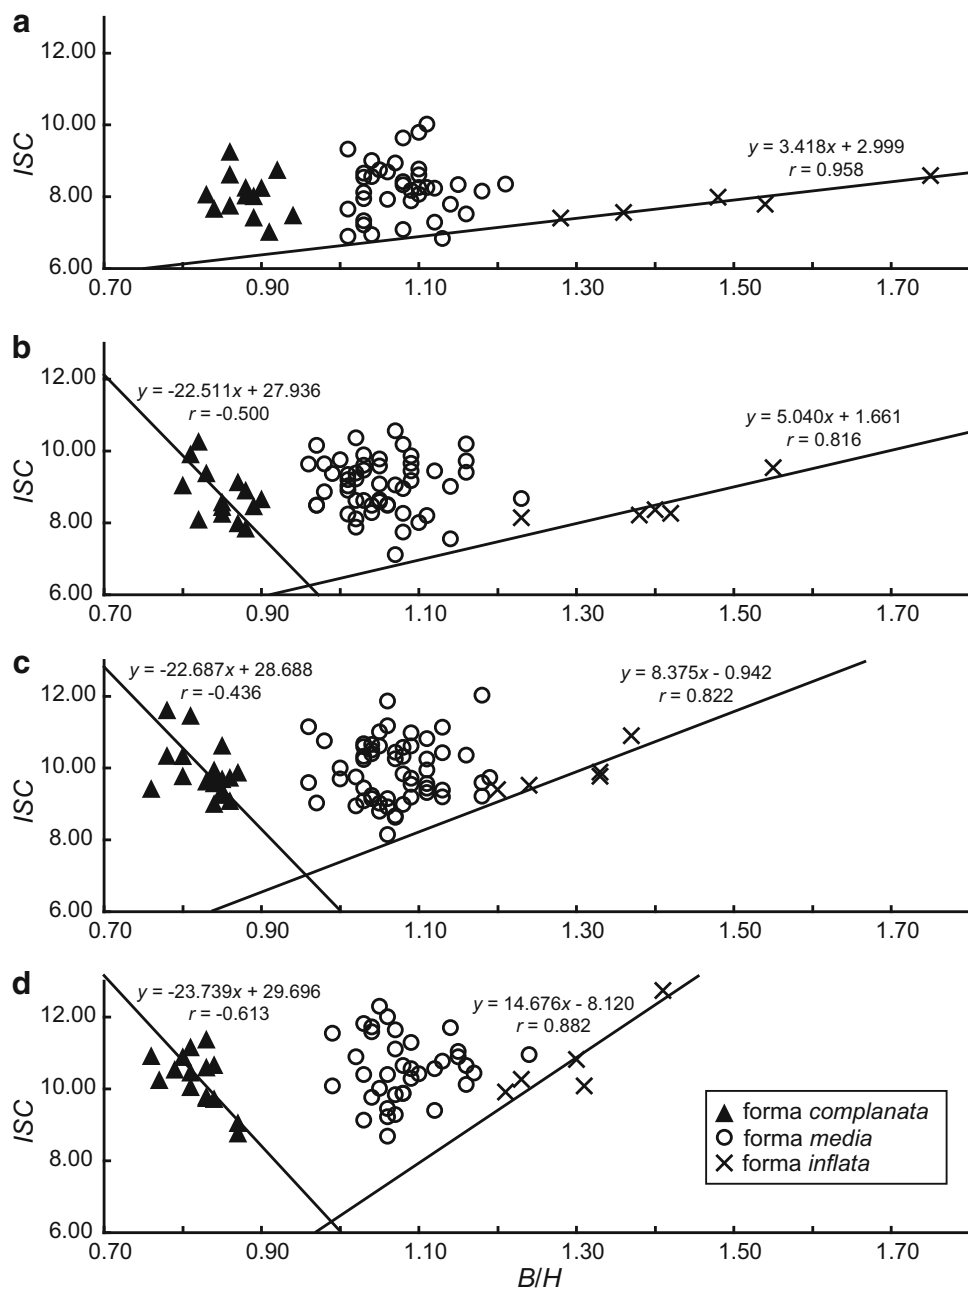 a
12.00
y = 3.418x + 2.999
r = 0.958
10.00
ISC
8.00
6.00
0.70 0.90 1.10 1.30 1.50 1.70
b
12.00
y = -22.511x + 27.936
r = -0.500
y = 5.040x + 1.661
r = 0.816
10.00
ISC
8.00
6.00
0.70 0.90 1.10 1.30 1.50 1.70
c
y = -22.687x + 28.688
r = -0.436
y = 8.375x - 0.942
r = 0.822
12.00
10.00
ISC
8.00
6.00
0.70 0.90 1.10 1.30 1.50 1.70
d
y = -23.739x + 29.696
r = -0.613
y = 14.676x - 8.120
r = 0.882
12.00
10.00
ISC
8.00
6.00
forma complanata
forma media
forma inflata
0.70 0.90 1.10 1.30 1.50 1.70
B/H